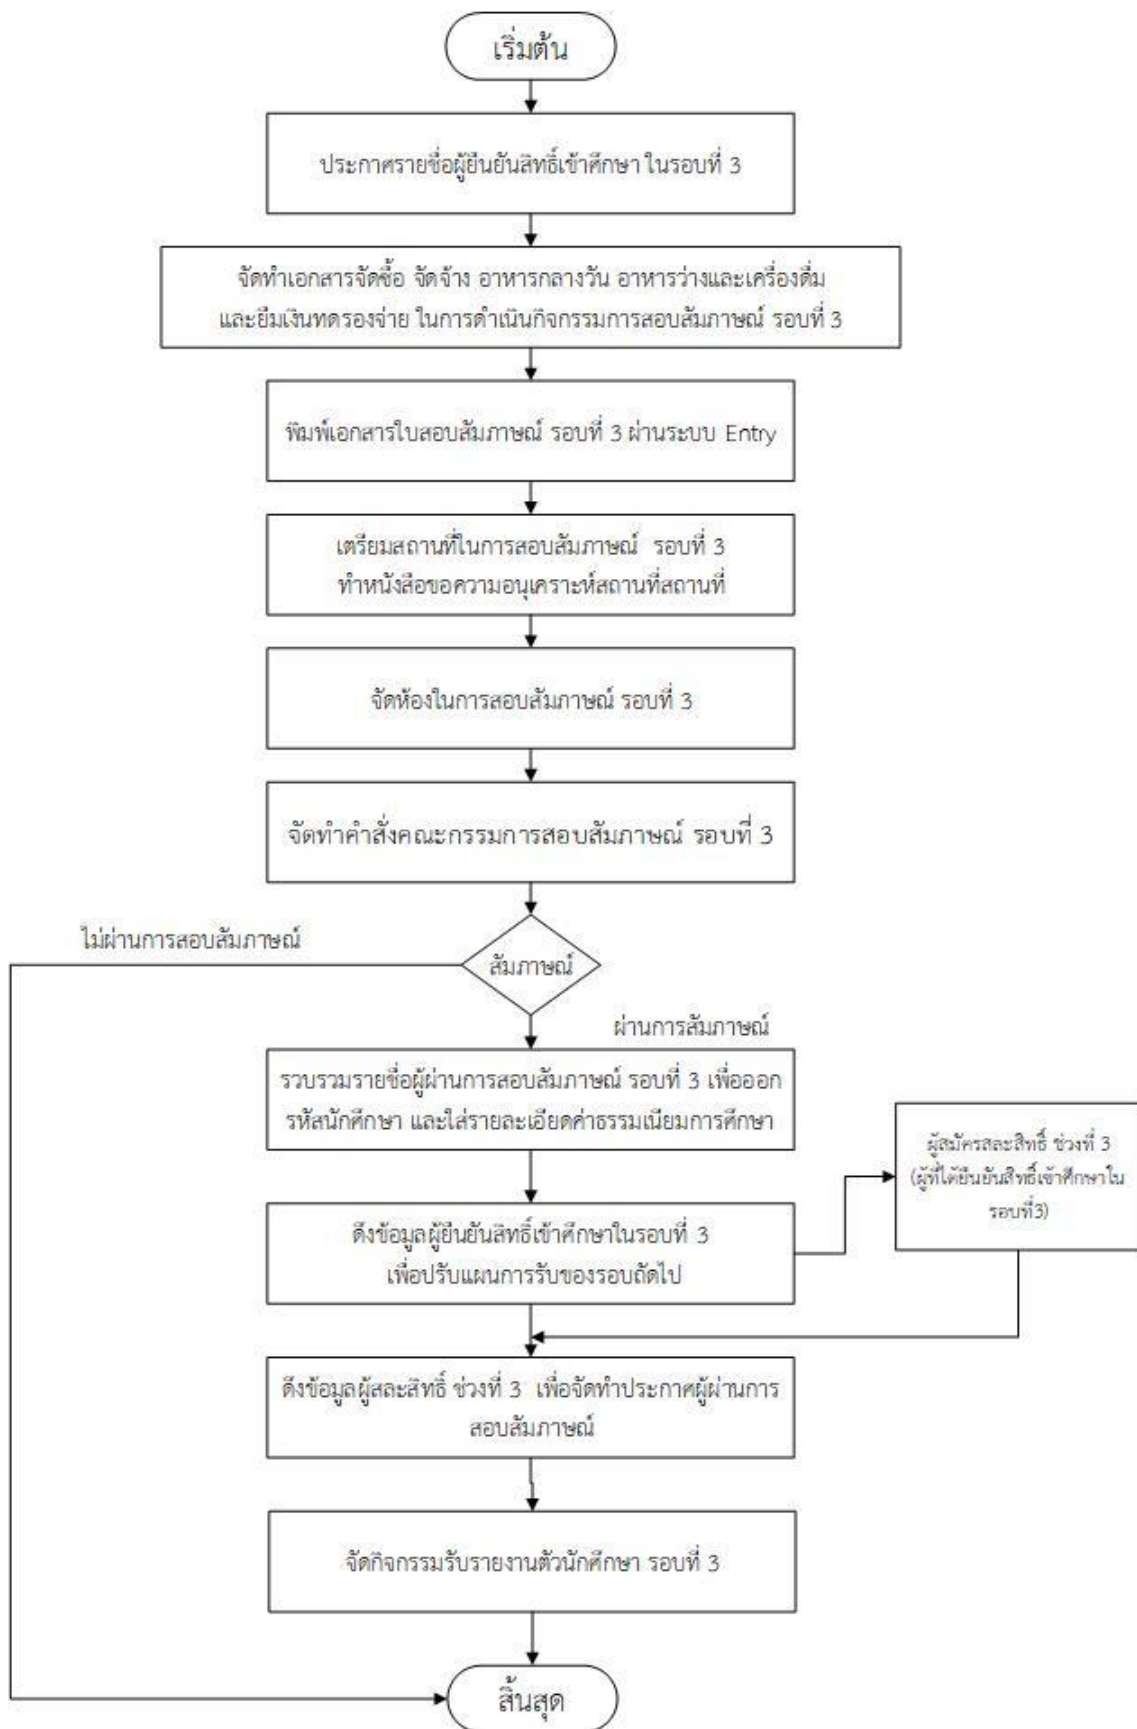 เริ่มต้น
ประกาศรายชื่อผู้ยืนยันสิทธิ์เข้าศึกษา ในรอบที่ 3
จัดทำเอกสารจัดซื้อ จัดจ้าง อาหารกลางวัน อาหารว่างและเครื่องดื่ม
และยืมเงินทดรองจ่าย ในการดำเนินกิจกรรมการสอบสัมภาษณ์ รอบที่ 3
พิมพ์เอกสารใบสอบสัมภาษณ์ รอบที่ 3 ผ่านระบบ Entry
เตรียมสถานที่ในการสอบสัมภาษณ์ รอบที่ 3
ทำหนังสือขอความอนุเคราะห์สถานที่สถานที่
จัดห้องในการสอบสัมภาษณ์ รอบที่ 3
จัดทำคำสั่งคณะกรรมการสอบสัมภาษณ์ รอบที่ 3
ไม่ผ่านการสอบสัมภาษณ์
สัมภาษณ์
ผ่านการสัมภาษณ์
รวบรวมรายชื่อผู้ผ่านการสอบสัมภาษณ์ รอบที่ 3 เพื่อออก
รหัสนักศึกษา และใส่รายละเอียดค่าธรรมเนียมการศึกษา
ผู้สมัครสละสิทธิ์ ช่วงที่ 3
(ผู้ที่ได้ยืนยันสิทธิ์เข้าศึกษาใน
รอบที่3)
ดึงข้อมูลผู้ยืนยันสิทธิ์เข้าศึกษาในรอบที่ 3
เพื่อปรับแผนการรับของรอบถัดไป
ดึงข้อมูลผู้สละสิทธิ์ ช่วงที่ 3 เพื่อจัดทำประกาศผู้ผ่านการ
สอบสัมภาษณ์
จัดกิจกรรมรับรายงานตัวนักศึกษา รอบที่ 3
สิ้นสุด